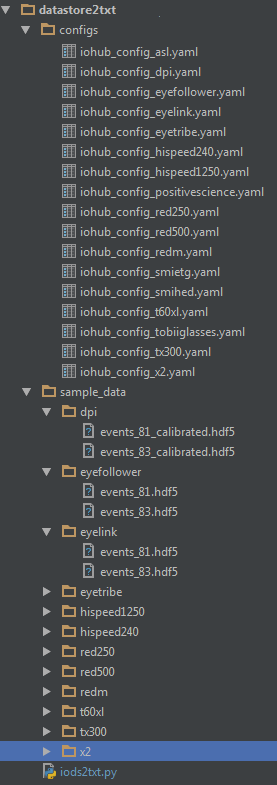 datastore2txt
configs
iohub_config_asl.yaml
iohub_config_dpi.yaml
iohub_config_eyefollower.yaml
iohub_config_eyelink.yaml
iohub_config_eyetribe.yaml
iohub_config_hispeed240.yaml
iohub_config_hispeed1250.yaml
iohub_config_positivescience.yaml
iohub_config_red250.yaml
iohub_config_red500.yaml
iohub_config_redm.yaml
iohub_config_smietg.yaml
iohub_config_smihed.yaml
iohub_config_t60xl.yaml
iohub_config_tobiiglasses.yaml
iohub_config_tx300.yaml
iohub_config_x2.yaml
sample_data
dpi
events_81_calibrated.hdf5
events_83_calibrated.hdf5
eyefollower
events_81.hdf5
events_83.hdf5
eyelink
events_81.hdf5
events_83.hdf5
eyetribe
hispeed1250
hispeed240
red250
red500
redm
t60xl
tx300
x2
iods2txt.py